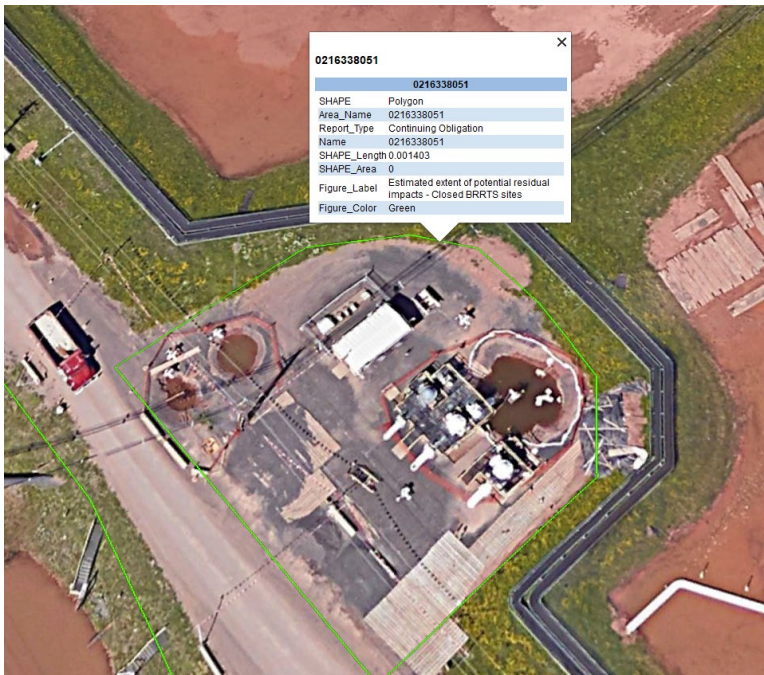 0216338051
0216338051
SHAPE Polygon
Area_Name 0216338051
Report_Type Continuing Obligation
Name 0216338051
SHAPE_Length 0.001403
SHAPE_Area 0
Figure_Label Estimated extent of potential residual
impacts - Closed BRRTS sites
Figure_Color Green